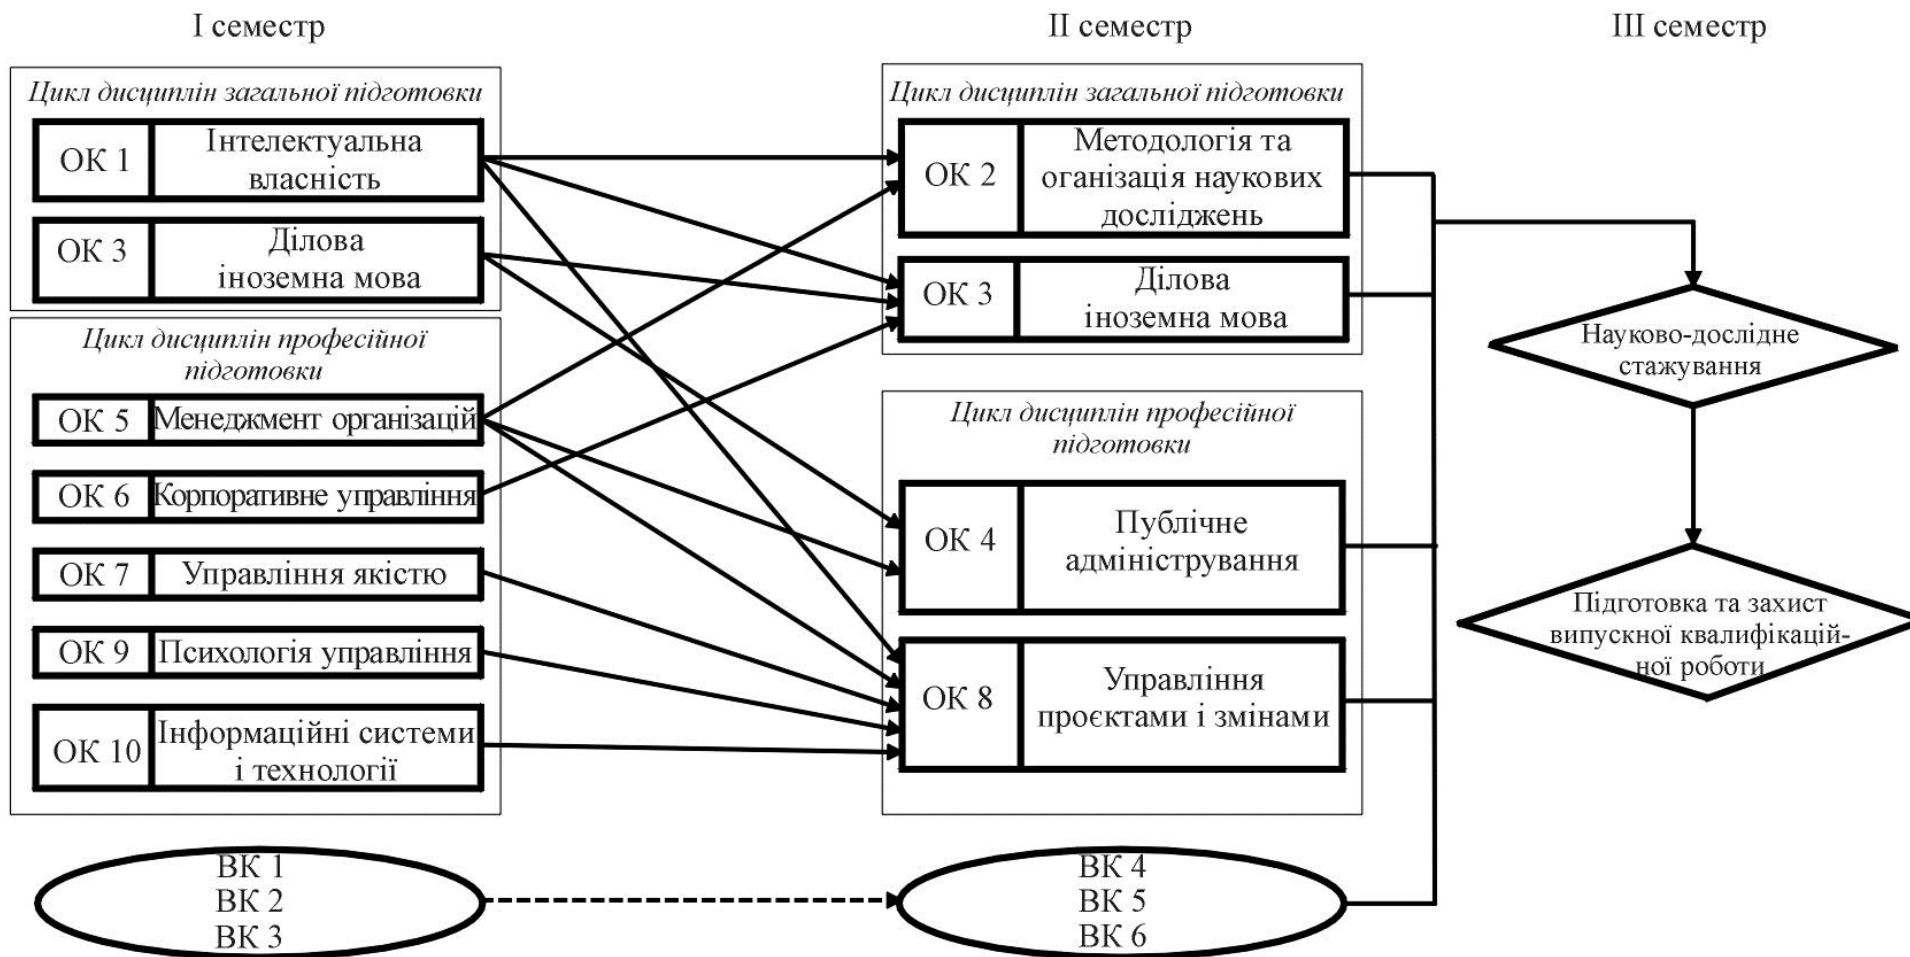 I семестр
Цикл дисциплін загальної підготовки
ОК 1
Інтелектуальна
власність
ОК 3
Ділова
іноземна мова
Цикл дисциплін професійної
підготовки
ОК 5
Менеджмент організацій
ОК 6
Корпоративне управління
ОК 7
Управління якістю
ОК 9
Психологія управління
ОК 10
Інформаційні системи
і технології
ВК 1
ВК 2
ВК 3
II семестр
Цикл дисциплін загальної підготовки
ОК 2
Методологія та
оганізація наукових
досліджень
ОК 3
Ділова
іноземна мова
Цикл дисциплін професійної
підготовки
ОК 4
Публічне
адміністрування
ОК 8
Управління
проєктами і змінами
ВК 4
ВК 5
ВК 6
III семестр
Науково-дослідне
стажування
Підготовка та захист
випускної квалифікацій-
ної роботи